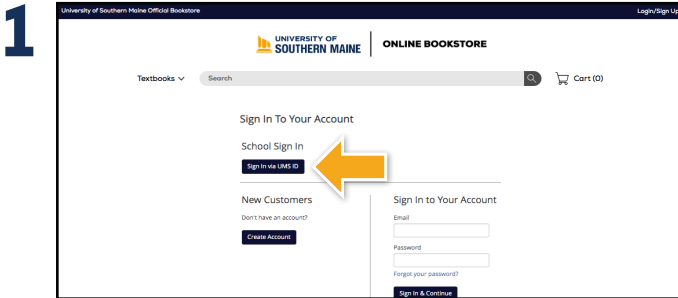 1
University of Southern Maine Official Bookstore Login/Sign Up
UNIVERSITY OF
SOUTHERN MAINE
ONLINE BOOKSTORE
Textbooks Search Cart (0)
Sign In To Your Account
School Sign In
Sign In via UMS ID
New Customers
Don't have an account?
Create Account
Sign In to Your Account
Email
Password
Forgot your password?
Sign In & Continue